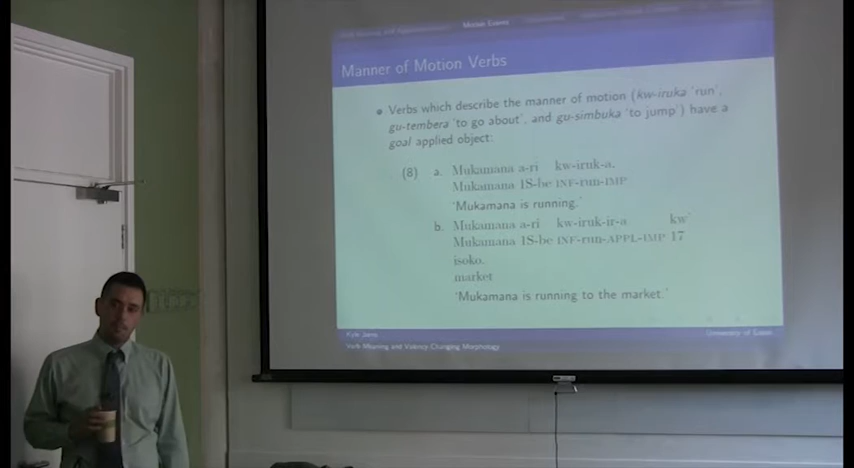 Motion Events
Manner of Motion Verbs
Verbs which describe the manner of motion (kw-iruka 'run',
gu-tembera 'to go about', and gu-simbuka 'to jump') have a
goal applied object:
(8) a. Mukamana a-ri kw-iruk-a.
Mukamana 1S-be INF-run-IMP
'Mukamana is running.'
b. Mukamana a-ri kw-iruk-ir-a kw'
Mukamana 1S-be INF-run-APPL-IMP 17
isoko.
market
'Mukamana is running to the market.'
Kyle
University of
Verb Meaning and Valency-Changing Morphology